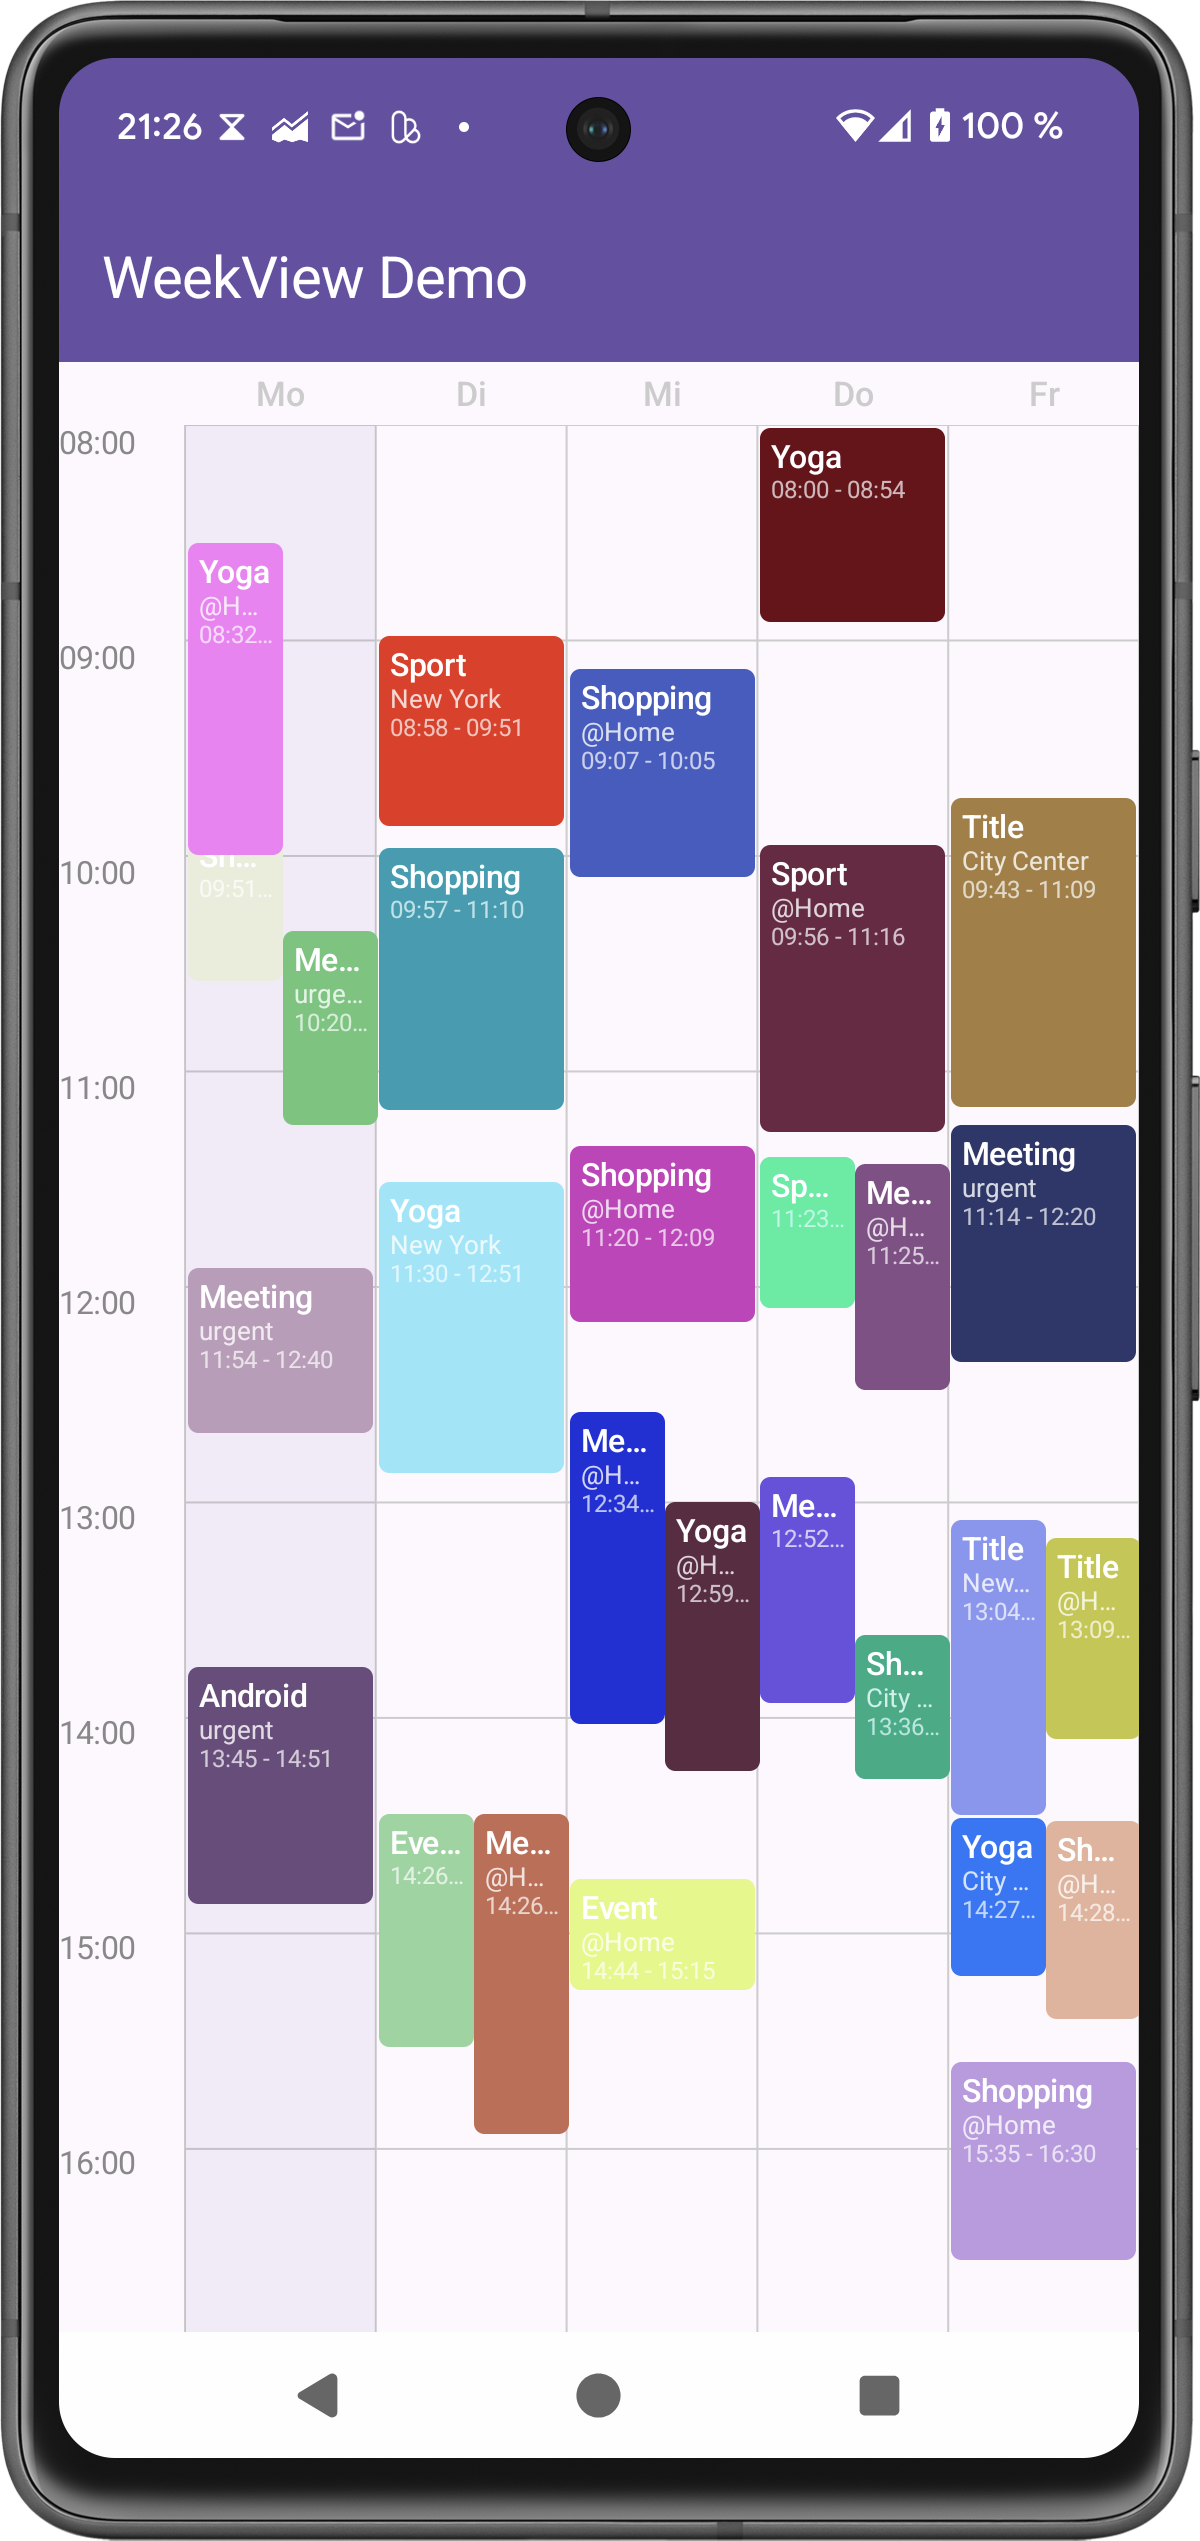 21:26
100 %
WeekView Demo
Mo Di Mi Do Fr
08:00
Yoga
08:00 - 08:54
Yoga
@H...
08:32...
09:00
Sport
New York
08:58 - 09:51
Shopping
@Home
09:07 - 10:05
Title
City Center
09:43 - 11:09
10:00
Sh...
09:51...
Shopping
09:57 - 11:10
Sport
@Home
09:56 - 11:16
Me...
urge...
10:20...
11:00
Meeting
urgent
11:14 - 12:20
Shopping
@Home
11:20 - 12:09
Sp...
11:23...
Me...
@H...
11:25...
Yoga
New York
11:30 - 12:51
12:00
Meeting
urgent
11:54 - 12:40
Me...
@H...
12:34...
13:00
Yoga
@H...
12:59...
Me...
12:52...
Title
New...
13:04...
Title
@H...
13:09...
Sh...
City ...
13:36...
14:00
Android
urgent
13:45 - 14:51
Eve...
14:26...
Me...
@H...
14:26...
Yoga
City ...
14:27...
Sh...
@H...
14:28...
Event
@Home
14:44 - 15:15
15:00
Shopping
@Home
15:35 - 16:30
16:00